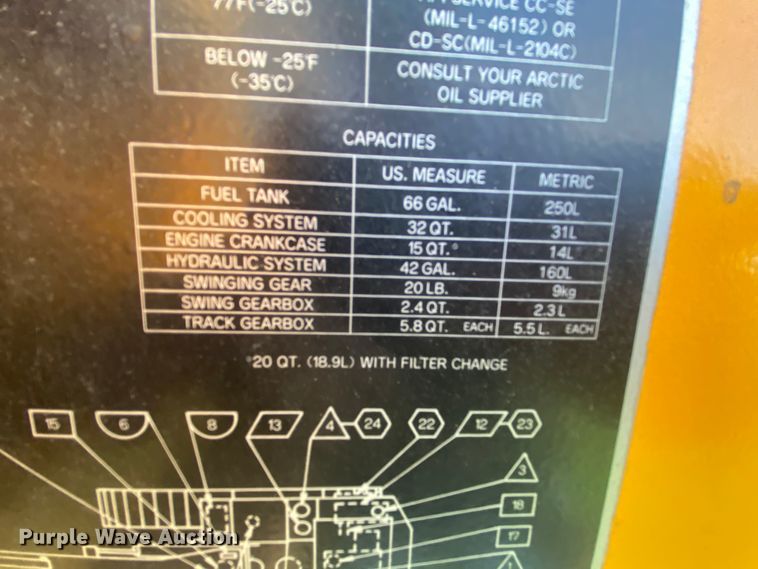 (-25°C)
(MIL-L-46152) OR
CD-SC(MIL-L-2104C)
BELOW -25°F
(-35°C)
CONSULT YOUR ARCTIC
OIL SUPPLIER
CAPACITIES
ITEM US. MEASURE METRIC
FUEL TANK 66 GAL. 250L
COOLING SYSTEM 32 QT. 31L
ENGINE CRANKCASE 15 QT.* 14L
HYDRAULIC SYSTEM 42 GAL. 160L
SWINGING GEAR 20 LB. 9kg
SWING GEARBOX 2.4 QT. 2.3 L
TRACK GEARBOX 5.8 QT. EACH 5.5 L. EACH
*20 QT. (18.9L) WITH FILTER CHANGE
15 6 8 13 4 24 22 12 23
3
18
17
1
Purple Wave Auction